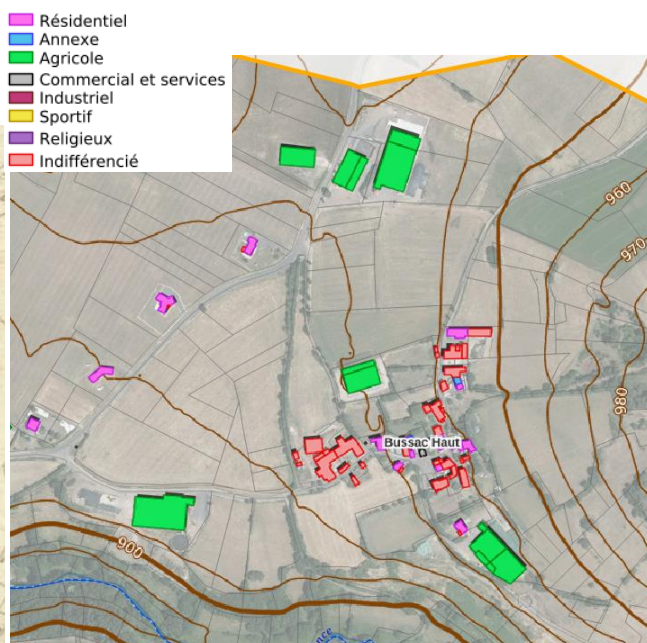 Résidentiel
Annexe
Agricole
Commercial et services
Industriel
Sportif
Religieux
Indifférencié
960
970
980
Bussac Haut
900